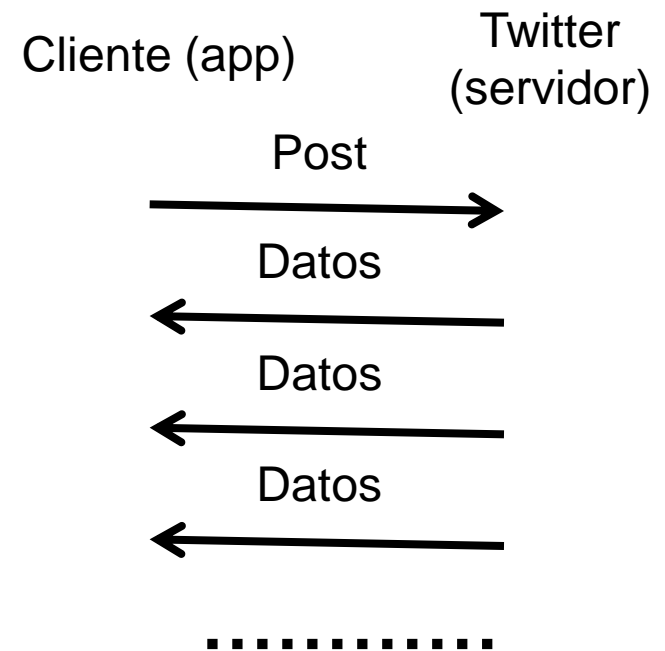 Cliente (app)
Twitter
(servidor)
Post
Datos
Datos
Datos